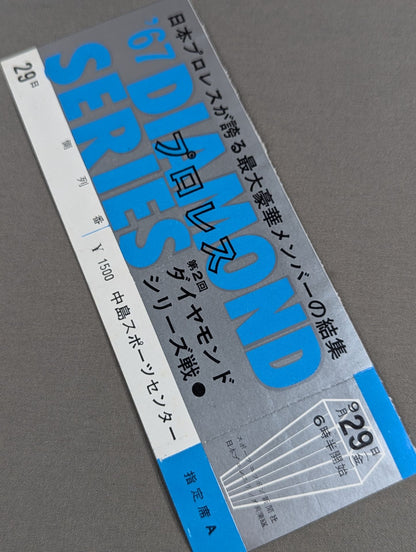 日本プロレスが誇る最大豪華メンバーの結集
'67 DIAMOND
SERIES
プロレス
第2回
ダイヤモンド
シリーズ戦●
9月29日(金)
6時半開始
29日
欄 列 番
¥1500 中島スポーツセンター
指定席A